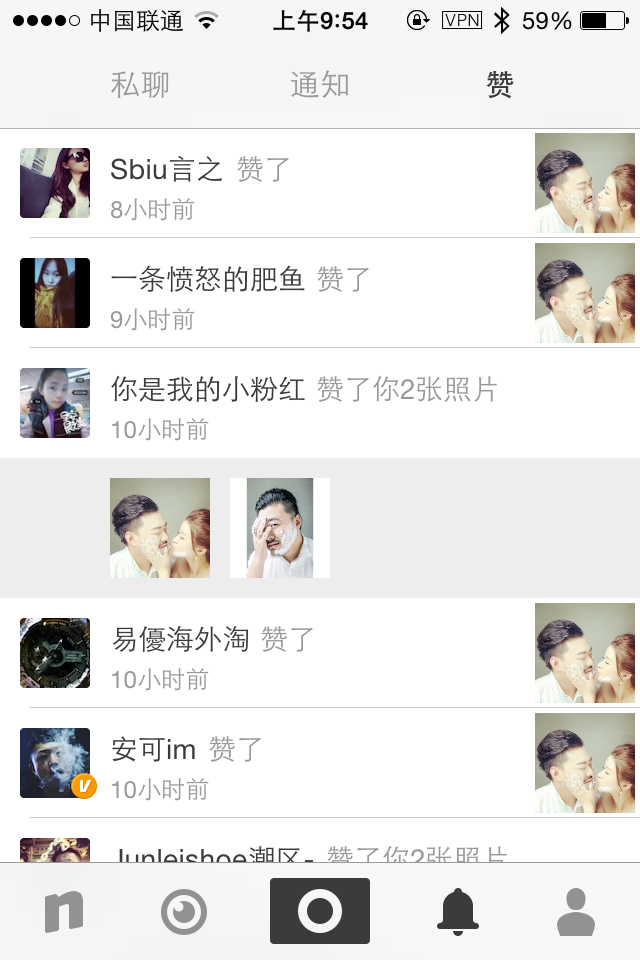 中国联通 上午9:54 VPN 59%
私聊 通知 赞
Sbiu言之 赞了
8小时前
一条愤怒的肥鱼 赞了
9小时前
你是我的小粉红 赞了你2张照片
10小时前
易優海外淘 赞了
10小时前
安可im 赞了
10小时前
V
Junleishoe潮区- 赞了你2张照片
n